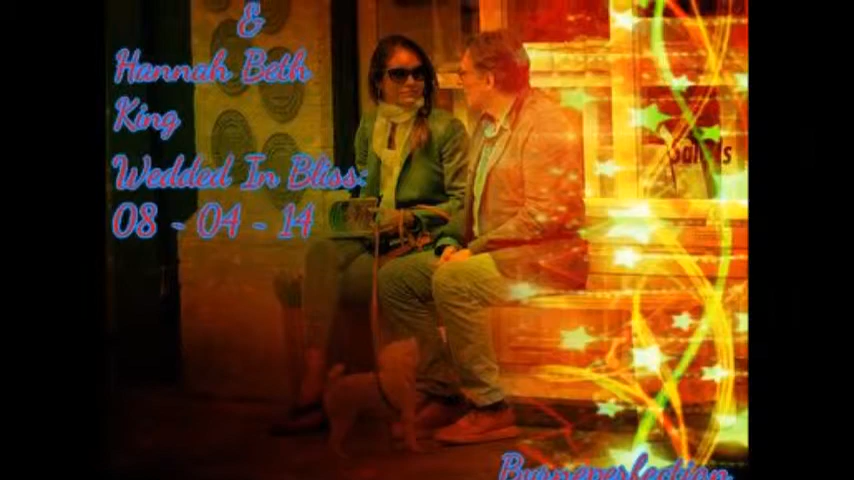 &
Hannah Beth
King
Wedded In Bliss:
08 - 04 - 14